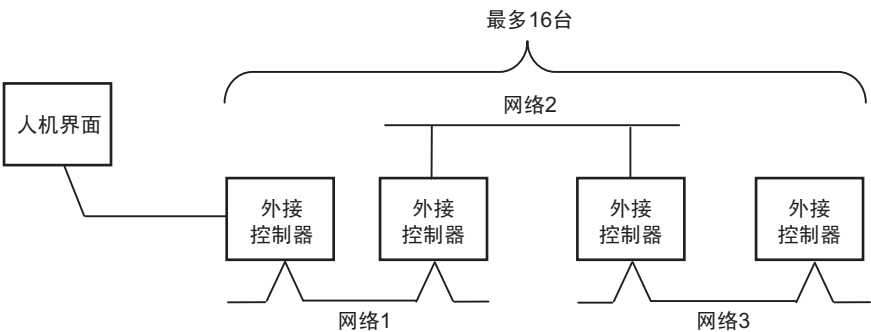 最多16台
网络2
人机界面
外接
控制器
外接
控制器
外接
控制器
外接
控制器
网络1
网络3